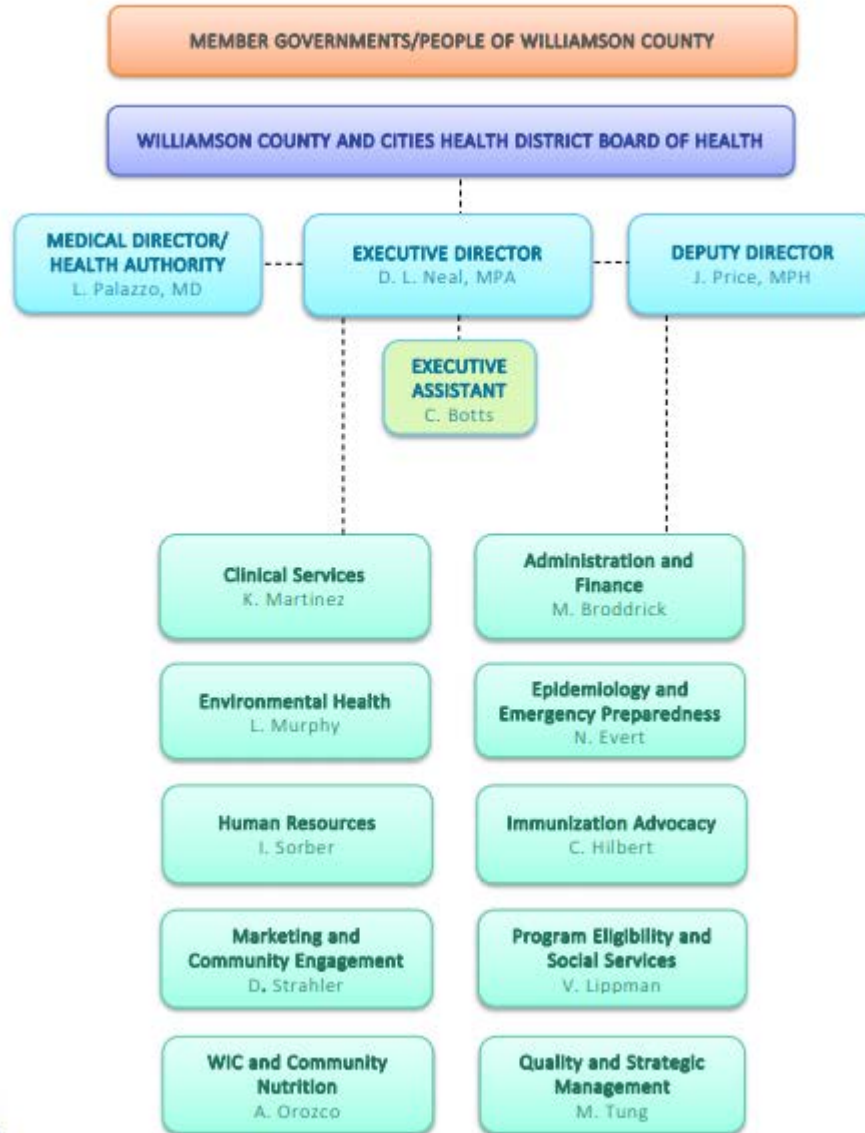 MEMBER GOVERNMENTS/PEOPLE OF WILLIAMSON COUNTY
WILLIAMSON COUNTY AND CITIES HEALTH DISTRICT BOARD OF HEALTH
MEDICAL DIRECTOR/
HEALTH AUTHORITY
L. Palazzo, MD
EXECUTIVE DIRECTOR
D. L. Neal, MPA
DEPUTY DIRECTOR
J. Price, MPH
EXECUTIVE
ASSISTANT
C. Botts
Clinical Services
K. Martinez
Administration and
Finance
M. Broddrick
Environmental Health
L. Murphy
Epidemiology and
Emergency Preparedness
N. Evert
Human Resources
I. Sorber
Immunization Advocacy
C. Hilbert
Marketing and
Community Engagement
D. Strahler
Program Eligibility and
Social Services
V. Lippman
WIC and Community
Nutrition
A. Orozco
Quality and Strategic
Management
M. Tung